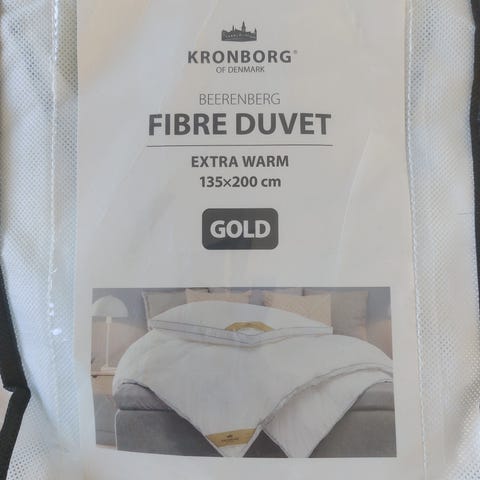 KRONBORG®
OF DENMARK
BEERENBERG
FIBRE DUVET
EXTRA WARM
135×200 cm
GOLD